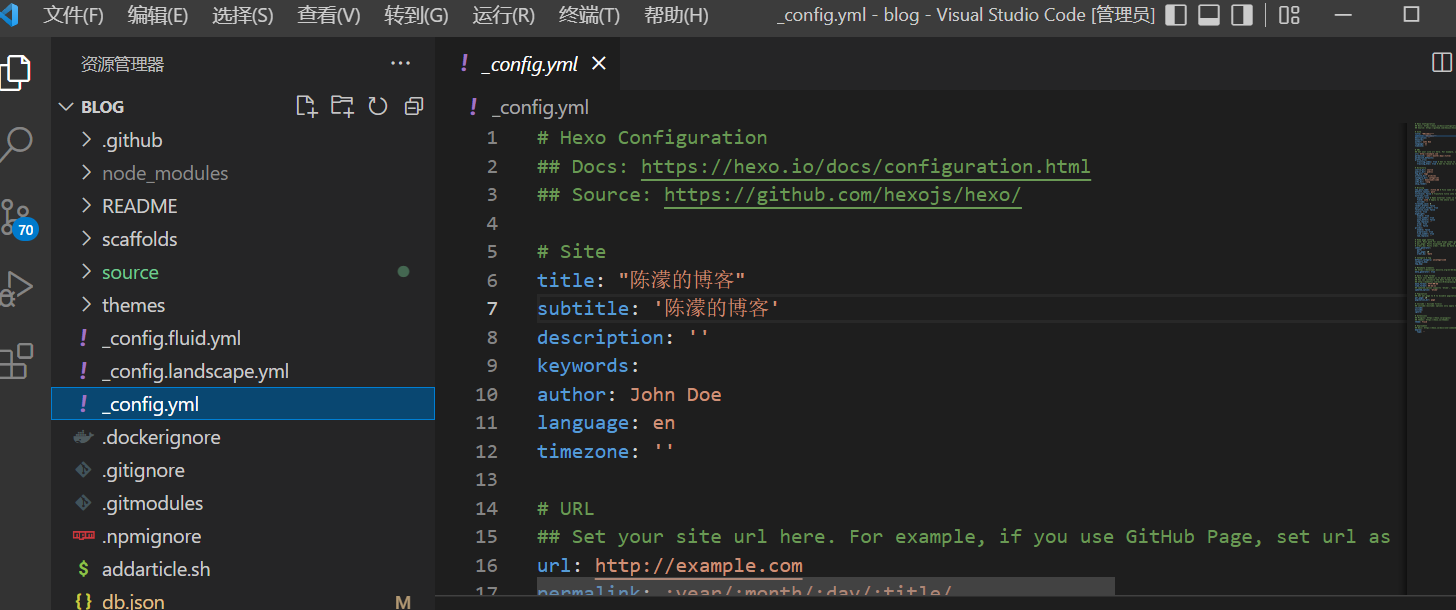 文件(F) 编辑(E) 选择(S) 查看(V) 转到(G) 运行(R) 终端(T) 帮助(H) _config.yml - blog - Visual Studio Code [管理员]
资源管理器 ···
BLOG
.github
node_modules
README
scaffolds
70
source
themes
_config.fluid.yml
_config.landscape.yml
_config.yml
.dockerignore
.gitignore
.gitmodules
.npmignore
addarticle.sh
db.json M
! _config.yml
! _config.yml
1 # Hexo Configuration
2 ## Docs: https://hexo.io/docs/configuration.html
3 ## Source: https://github.com/hexojs/hexo/
4
5 # Site
6 title: "陈濛的博客"
7 subtitle: '陈濛的博客'
8 description: ''
9 keywords:
10 author: John Doe
11 language: en
12 timezone: ''
13
14 # URL
15 ## Set your site url here. For example, if you use GitHub Page, set url as
16 url: http://example.com
17 permalink: :year/:month/:day/:title/